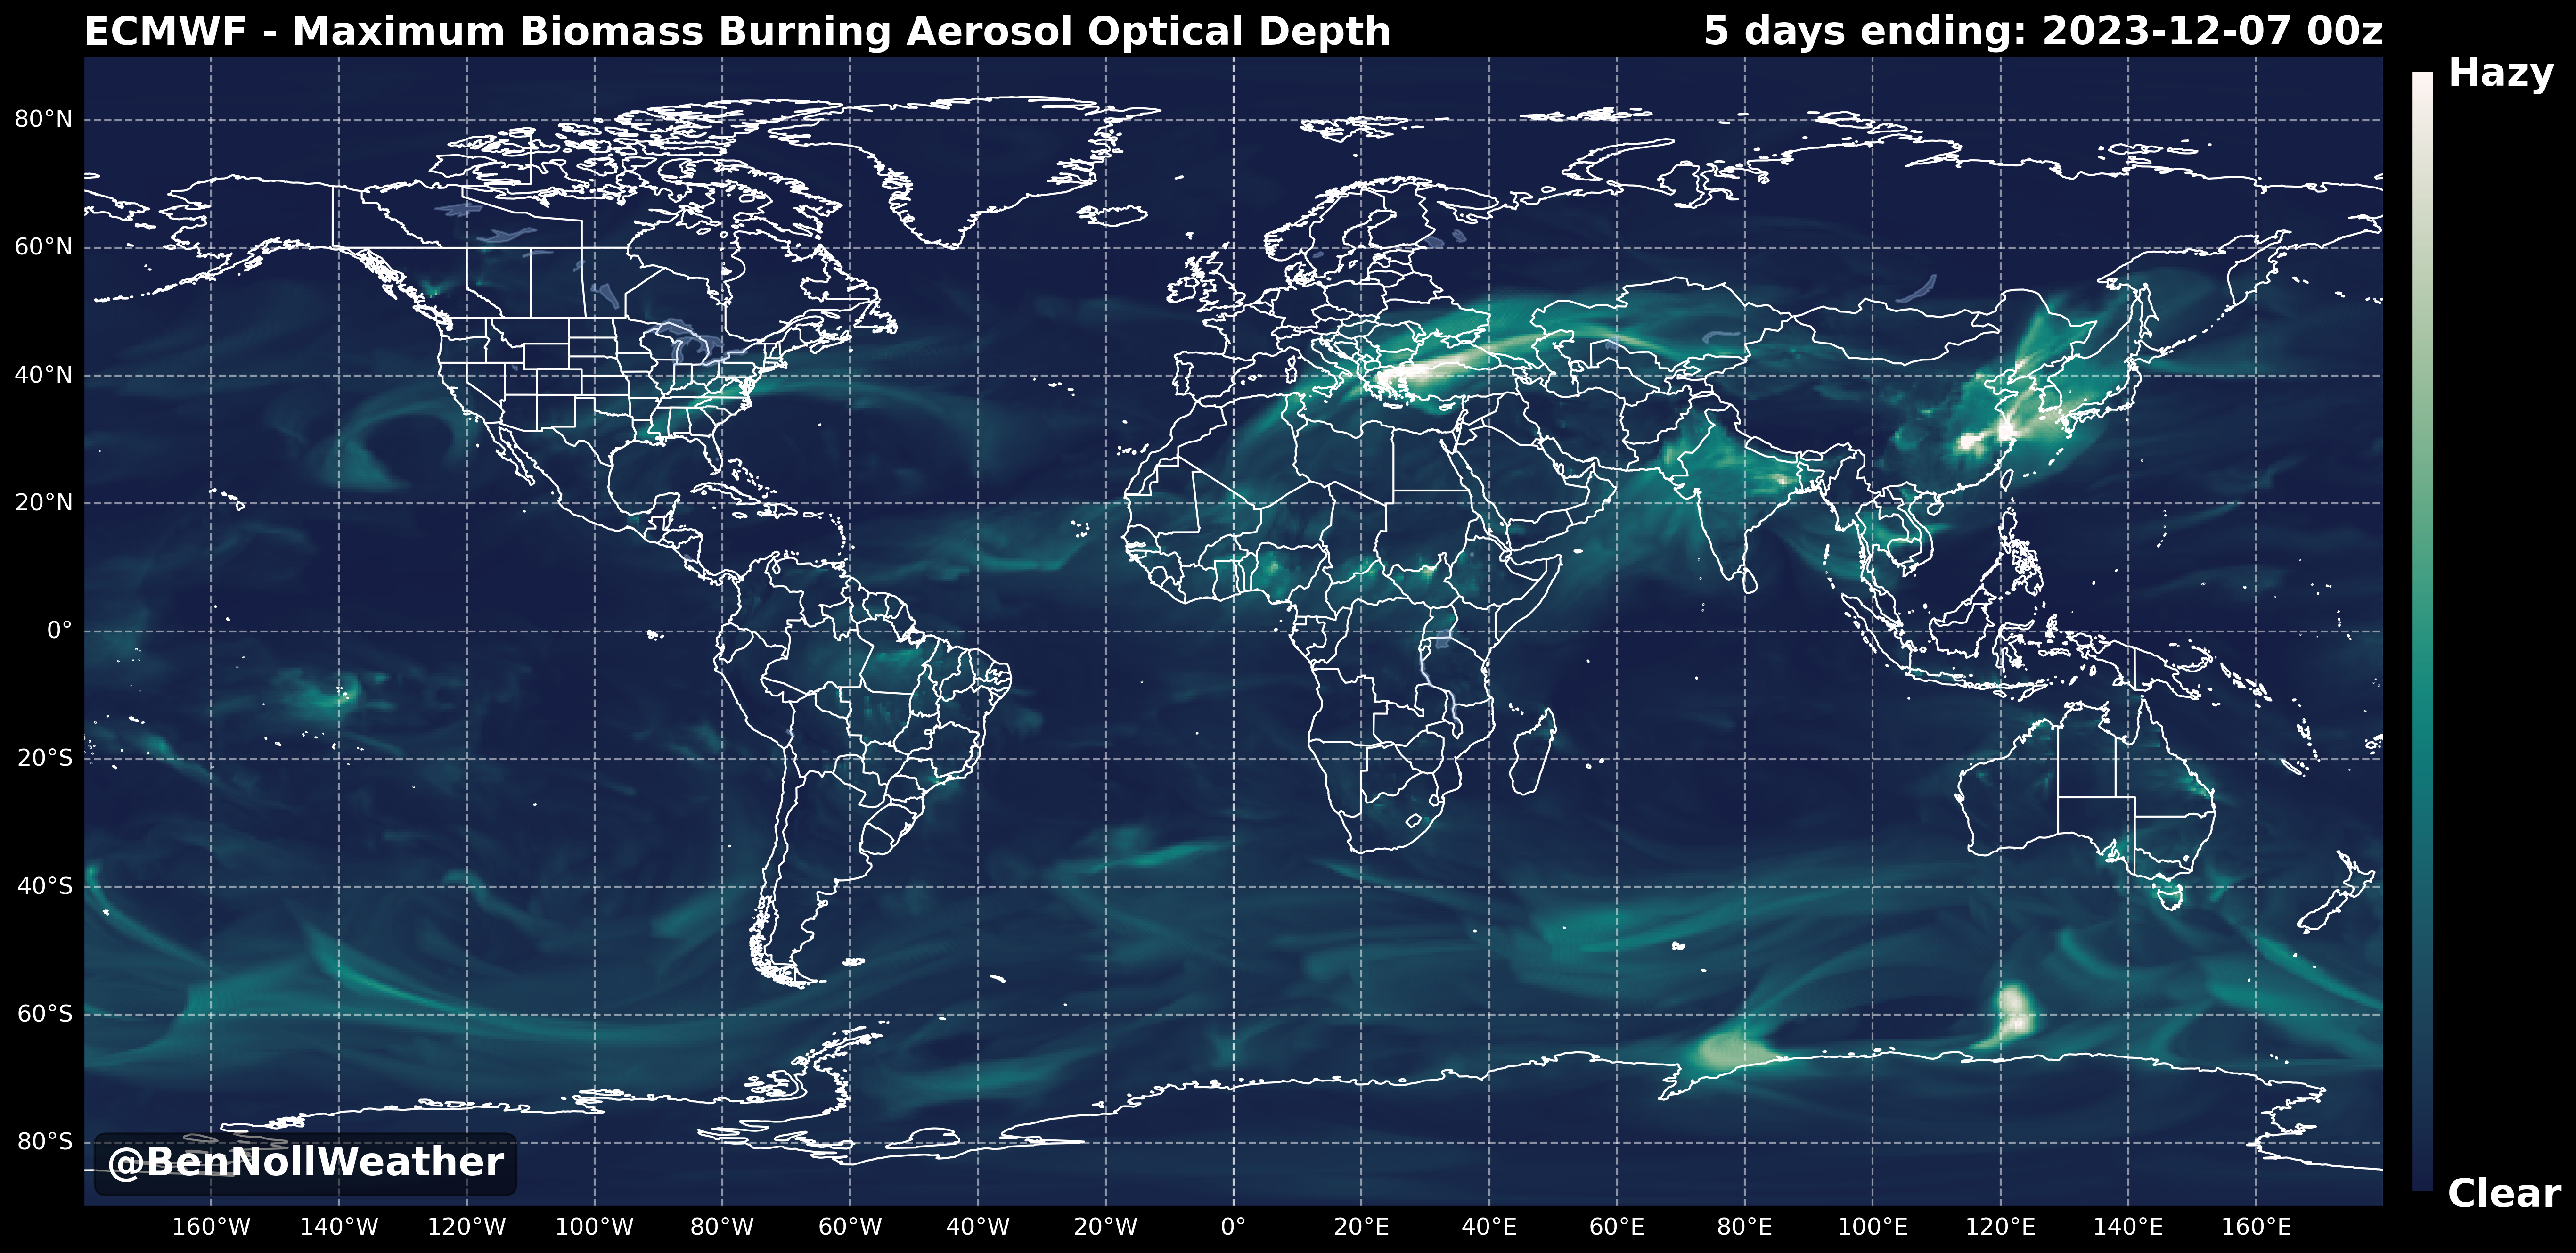 ECMWF - Maximum Biomass Burning Aerosol Optical Depth
5 days ending: 2023-12-07 00z
Hazy
80°N
60°N
40°N
20°N
0°
20°S
40°S
60°S
80°S
@BenNollWeather
Clear
160°W 140°W 120°W 100°W 80°W 60°W 40°W 20°W 0° 20°E 40°E 60°E 80°E 100°E 120°E 140°E 160°E